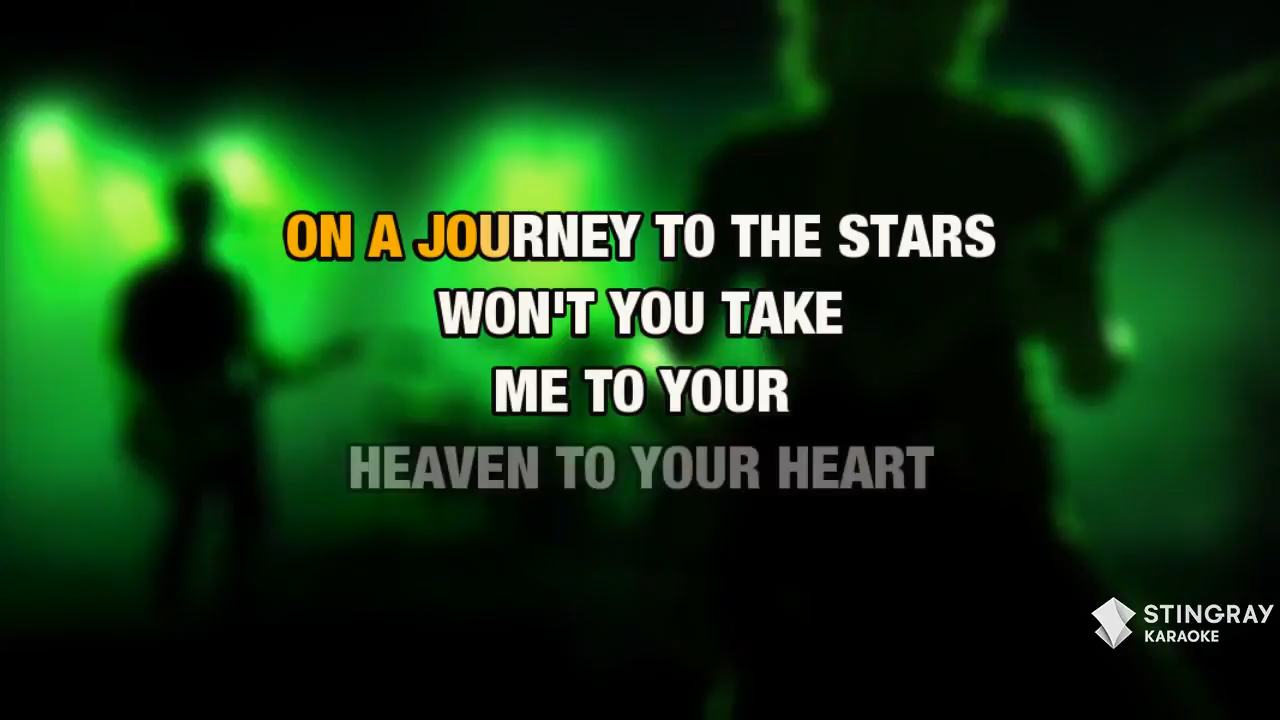 ON A JOURNEY TO THE STARS
WON'T YOU TAKE
ME TO YOUR
HEAVEN TO YOUR HEART
STINGRAY
KARAOKE